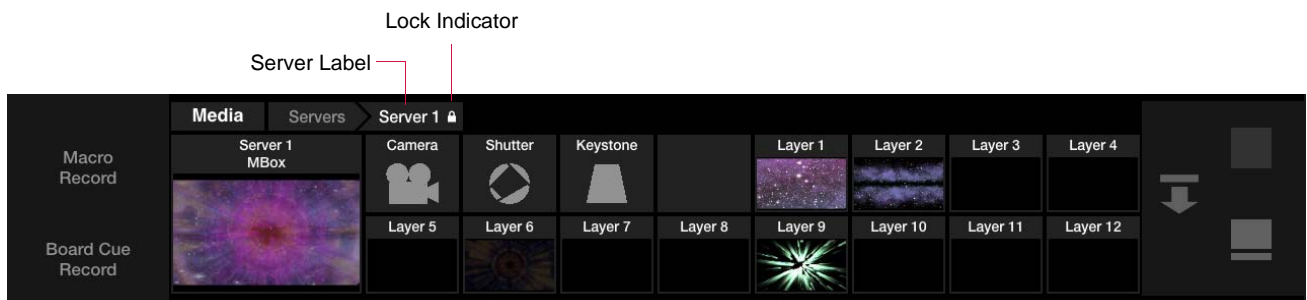 Lock Indicator
Server Label
Media Servers Server 1
Macro
Record
Server 1
MBox
Camera Shutter Keystone Layer 1 Layer 2 Layer 3 Layer 4
Board Cue
Record
Layer 5 Layer 6 Layer 7 Layer 8 Layer 9 Layer 10 Layer 11 Layer 12